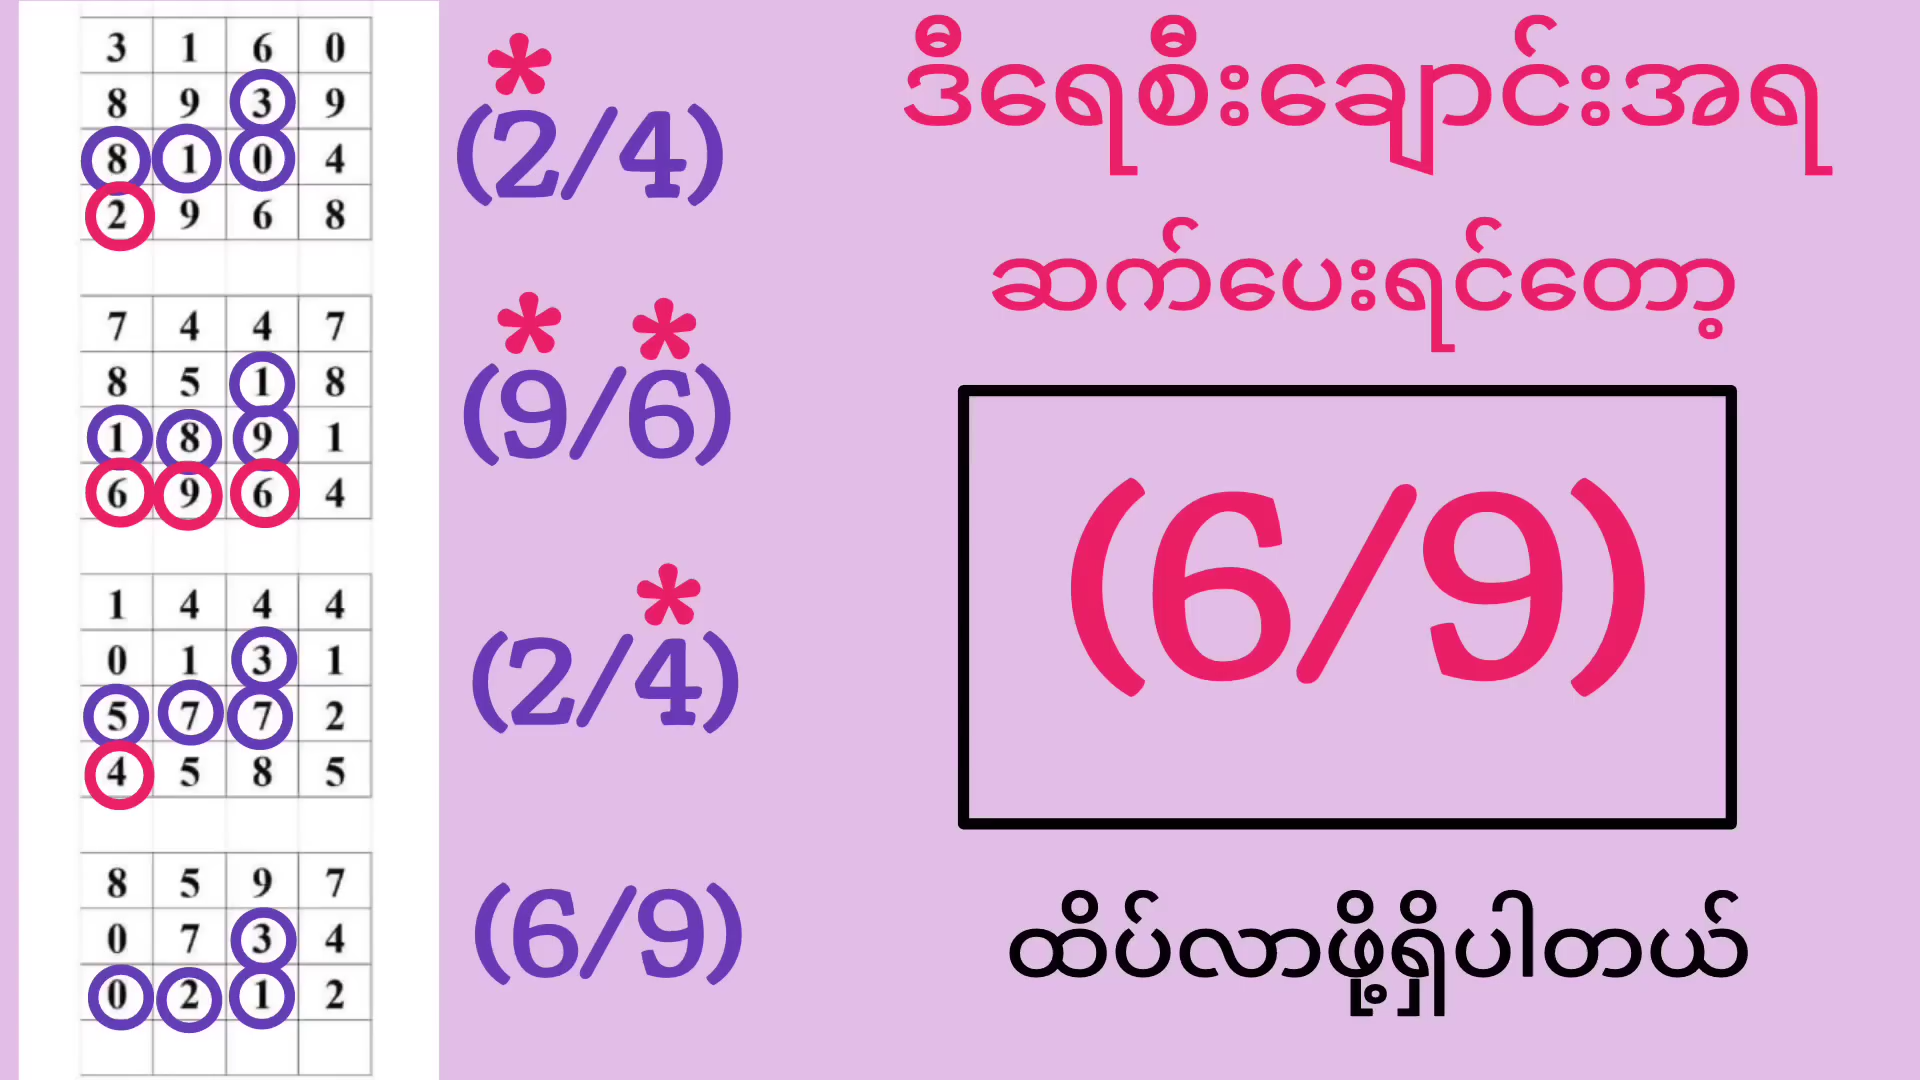 3 1 6 0
8 9 3 9
8 1 0 4
2 9 6 8
7 4 4 7
8 5 1 8
1 8 9 1
6 9 6 4
1 4 4 4
0 1 3 1
5 7 7 2
4 5 8 5
8 5 9 7
0 7 3 4
0 2 1 2
*
(2/4)
* *
(9/6)
*
(2/4)
(6/9)
ဒီရေစီးချောင်းအရ
ဆက်ပေးရင်တော့
(6/9)
ထိပ်လာဖို့ရှိပါတယ်